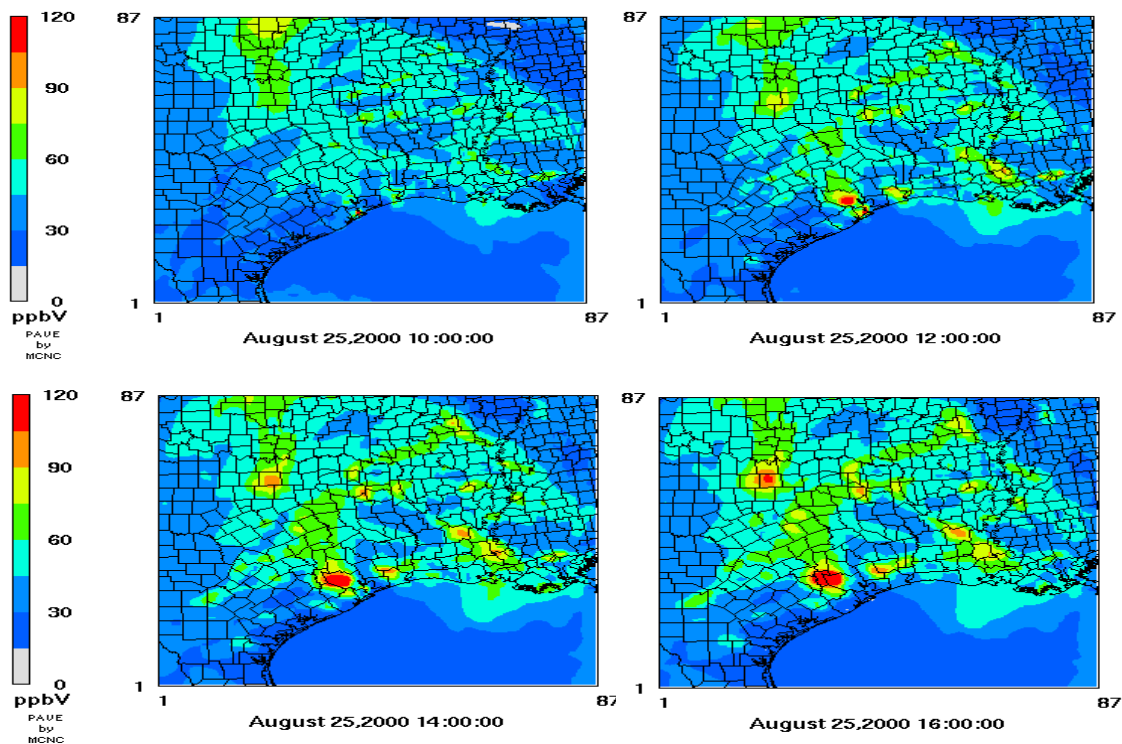 120
90
60
30
0
ppbV
PAVE
by
MCNC
87
1
1
87
August 25,2000 10:00:00
87
1
1
87
August 25,2000 12:00:00
120
90
60
30
0
ppbV
PAVE
by
MCNC
87
1
1
87
August 25,2000 14:00:00
87
1
1
87
August 25,2000 16:00:00